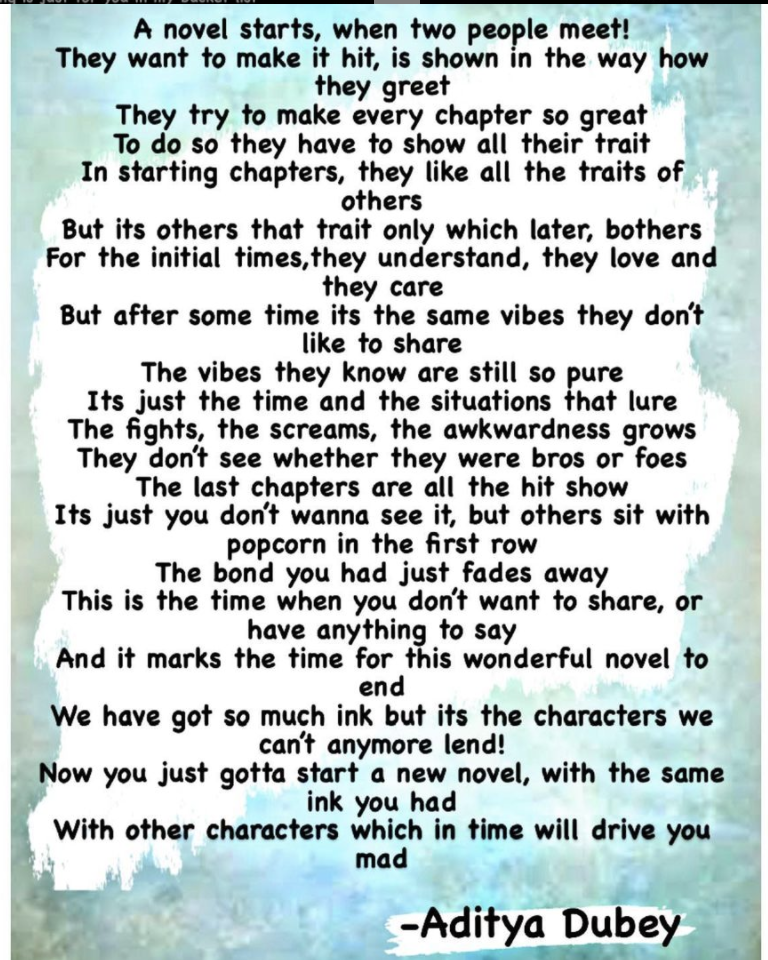 A novel starts, when two people meet!
They want to make it hit, is shown in the way how
they greet
They try to make every chapter so great
To do so they have to show all their trait
In starting chapters, they like all the traits of
others
But its others that trait only which later, bothers
For the initial times,they understand, they love and
they care
But after some time its the same vibes they don't
like to share
The vibes they know are still so pure
Its just the time and the situations that lure
The fights, the screams, the awkwardness grows
They don't see whether they were bros or foes
The last chapters are all the hit show
Its just you don't wanna see it, but others sit with
popcorn in the first row
The bond you had just fades away
This is the time when you don't want to share, or
have anything to say
And it marks the time for this wonderful novel to
end
We have got so much ink but its the characters we
can't anymore lend!
Now you just gotta start a new novel, with the same
ink you had
With other characters which in time will drive you
mad
-Aditya Dubey